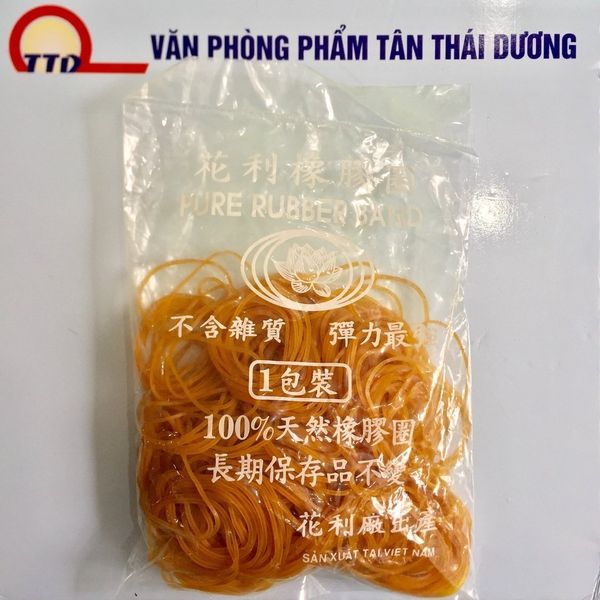 TTD
VĂN PHÒNG PHẨM TÂN THÁI DƯƠNG
花利橡膠圈
PURE RUBBER BAND
不含雜質 彈力最
1包裝
100%天然橡膠圈
長期保存品不變
花利廠出產
SẢN XUẤT TẠI VIỆT NAM